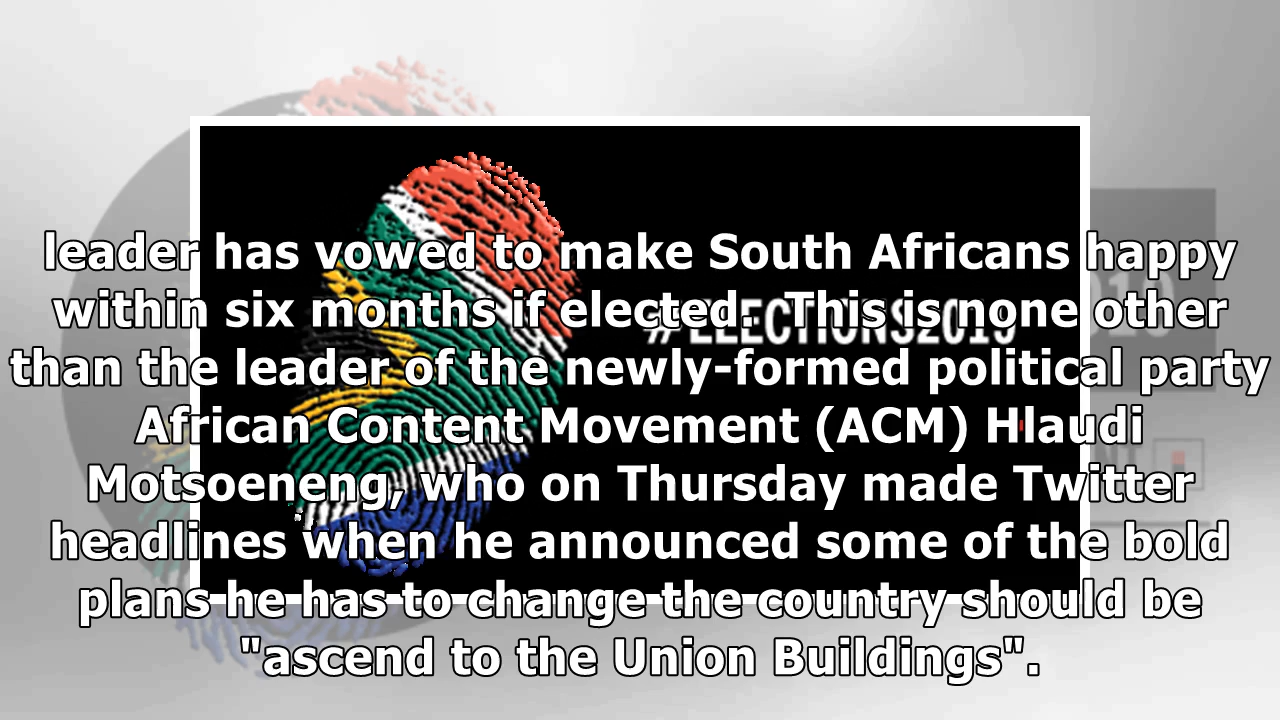 leader has vowed to make South Africans happy
within six months if elected. This is none other
than the leader of the newly-formed political party
African Content Movement (ACM) Hlaudi
Motsoeneng, who on Thursday made Twitter
headlines when he announced some of the bold
plans he has to change the country should be
"ascend to the Union Buildings".
# ELECTIONS2019